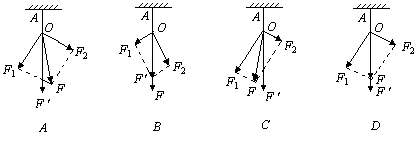 A A A A
O O O O
F₂ F₁ F₂ F₂
F₁ F' F₂ F₁ F₁
F F F F
F' F' F'
A B C D